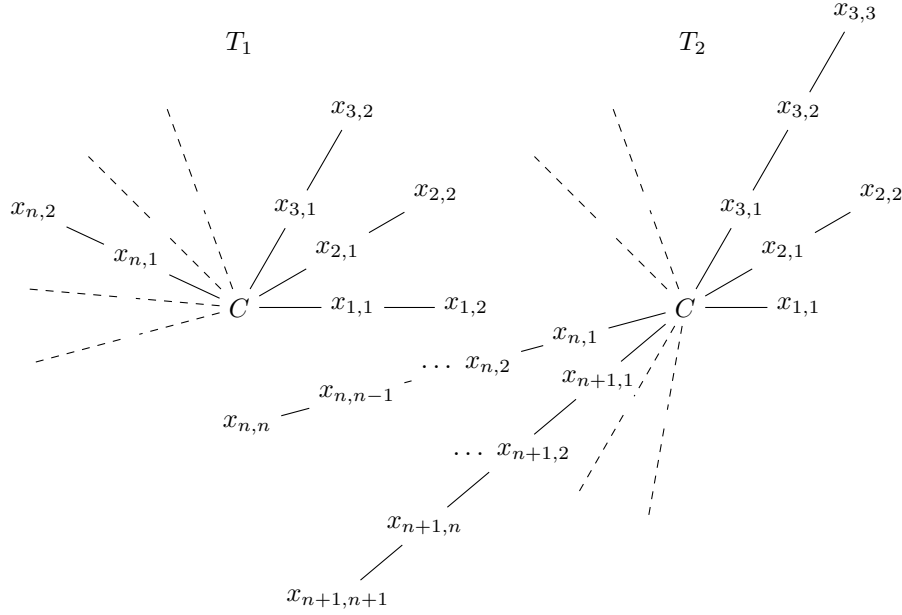 x_{3,3}
T_1 T_2
x_{3,2} x_{3,2}
x_{n,2} x_{3,1} x_{2,2} x_{3,1} x_{2,2}
x_{n,1} x_{2,1} x_{2,1}
C x_{1,1} x_{1,2} C x_{1,1}
x_{n,1}
… x_{n,2}
x_{n+1,1}
x_{n,n-1}
x_{n,n}
… x_{n+1,2}
x_{n+1,n}
x_{n+1,n+1}